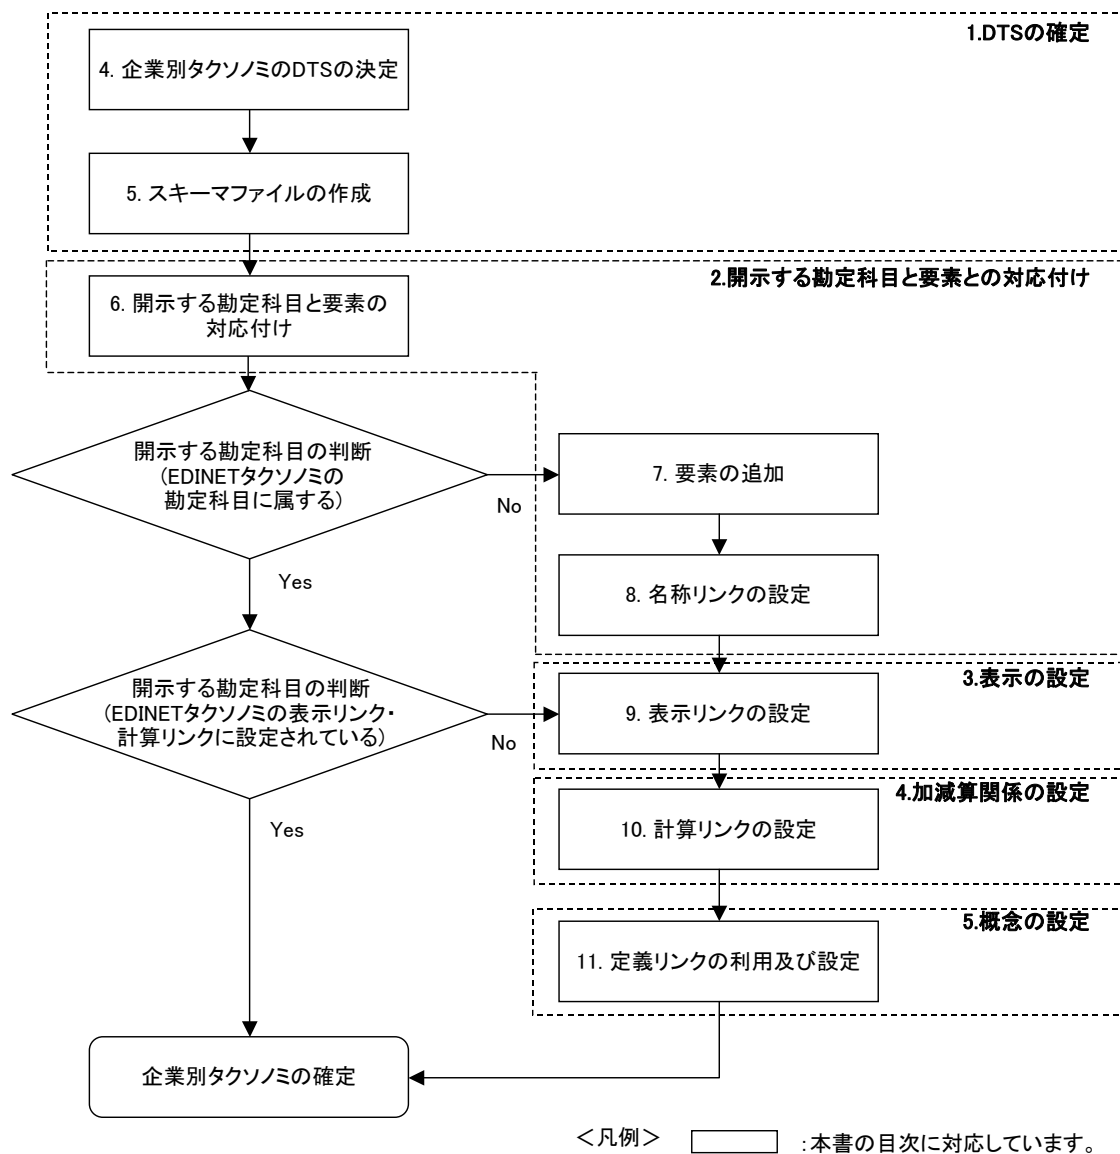 1.DTSの確定
4. 企業別タクソノミのDTSの決定
5. スキーマファイルの作成
2.開示する勘定科目と要素との対応付け
6. 開示する勘定科目と要素の
対応付け
開示する勘定科目の判断
(EDINETタクソノミの
勘定科目に属する)
No
Yes
7. 要素の追加
8. 名称リンクの設定
開示する勘定科目の判断
(EDINETタクソノミの表示リンク・
計算リンクに設定されている)
No
Yes
3.表示の設定
9. 表示リンクの設定
4.加減算関係の設定
10. 計算リンクの設定
5.概念の設定
11. 定義リンクの利用及び設定
企業別タクソノミの確定
＜凡例＞
:本書の目次に対応しています。